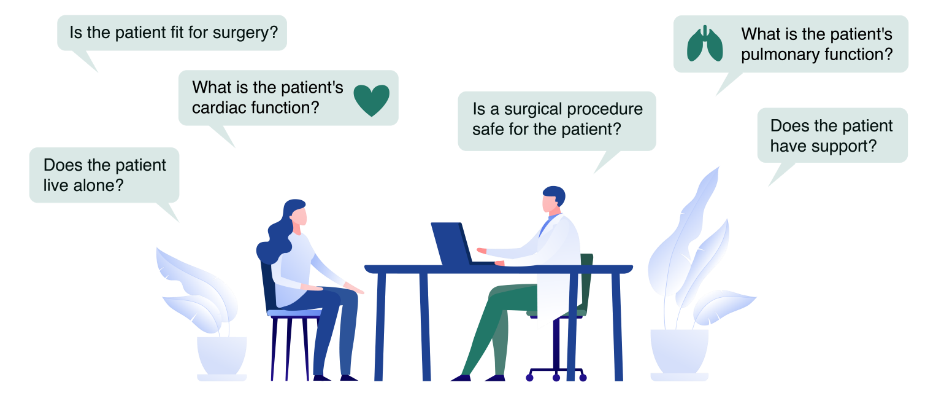 Is the patient fit for surgery?
What is the patient's
cardiac function?
Does the patient
live alone?
Is a surgical procedure
safe for the patient?
What is the patient's
pulmonary function?
Does the patient
have support?